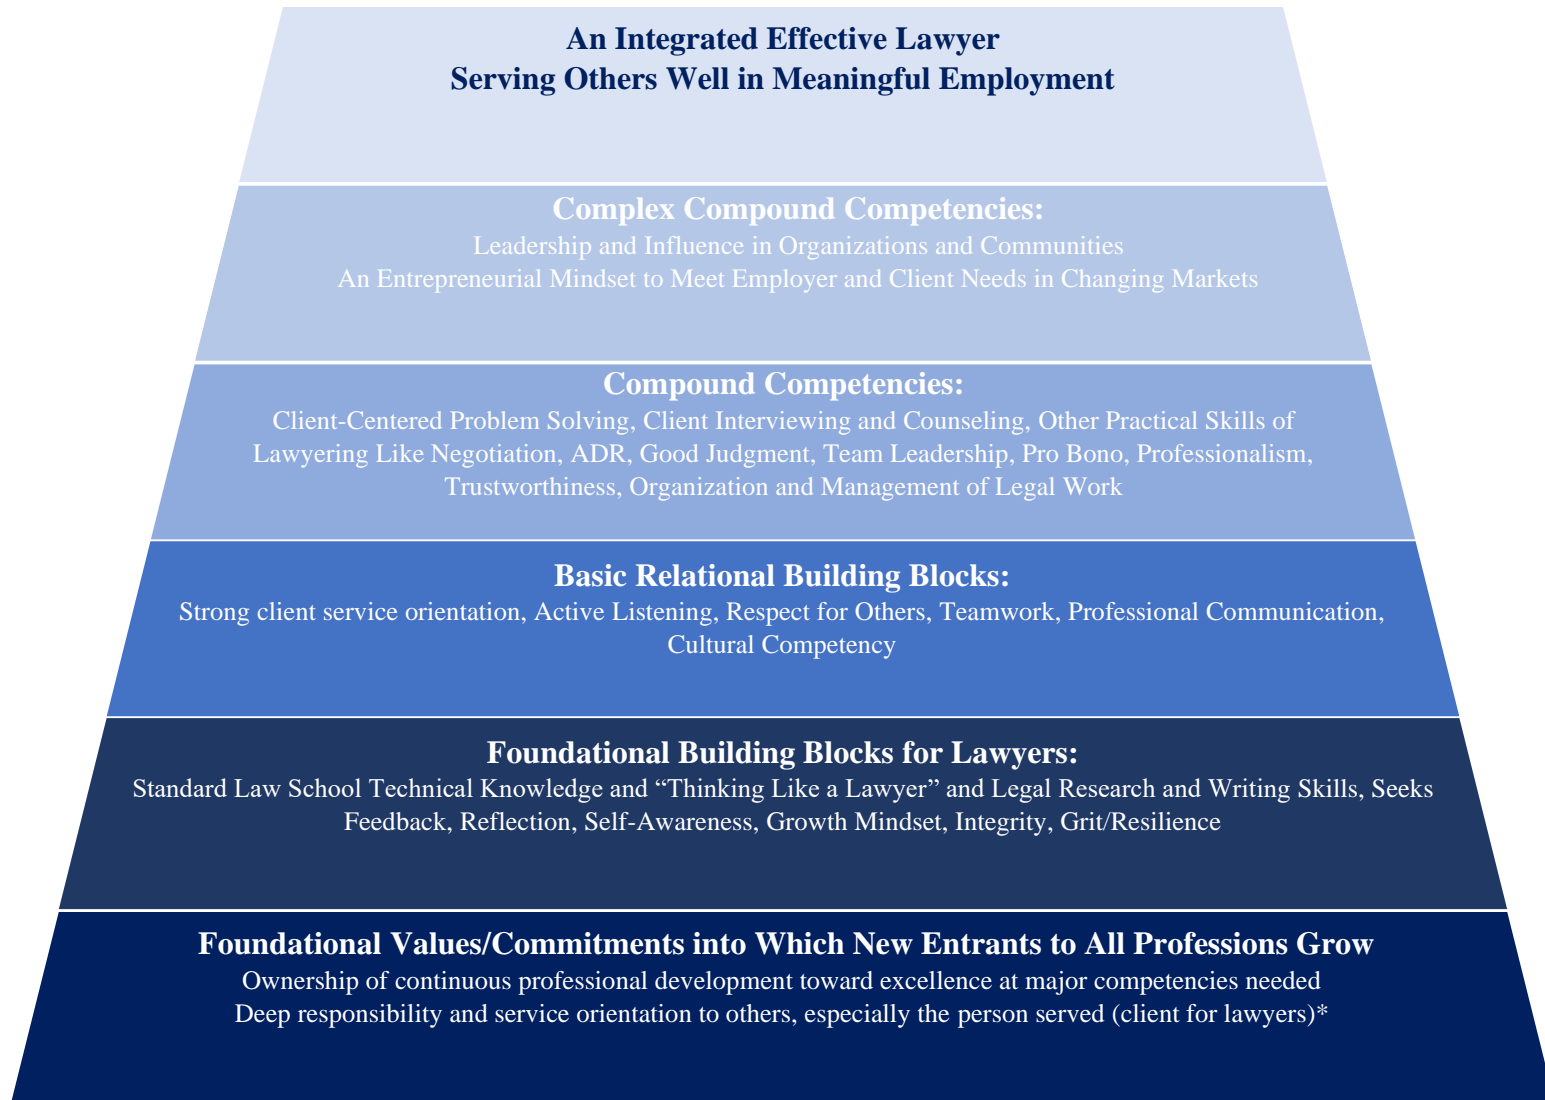 An Integrated Effective Lawyer
Serving Others Well in Meaningful Employment
Complex Compound Competencies:
Leadership and Influence in Organizations and Communities
An Entrepreneurial Mindset to Meet Employer and Client Needs in Changing Markets
Compound Competencies:
Client-Centered Problem Solving, Client Interviewing and Counseling, Other Practical Skills of
Lawyering Like Negotiation, ADR, Good Judgment, Team Leadership, Pro Bono, Professionalism,
Trustworthiness, Organization and Management of Legal Work
Basic Relational Building Blocks:
Strong client service orientation, Active Listening, Respect for Others, Teamwork, Professional Communication,
Cultural Competency
Foundational Building Blocks for Lawyers:
Standard Law School Technical Knowledge and “Thinking Like a Lawyer” and Legal Research and Writing Skills, Seeks
Feedback, Reflection, Self-Awareness, Growth Mindset, Integrity, Grit/Resilience
Foundational Values/Commitments into Which New Entrants to All Professions Grow
Ownership of continuous professional development toward excellence at major competencies needed
Deep responsibility and service orientation to others, especially the person served (client for lawyers)*